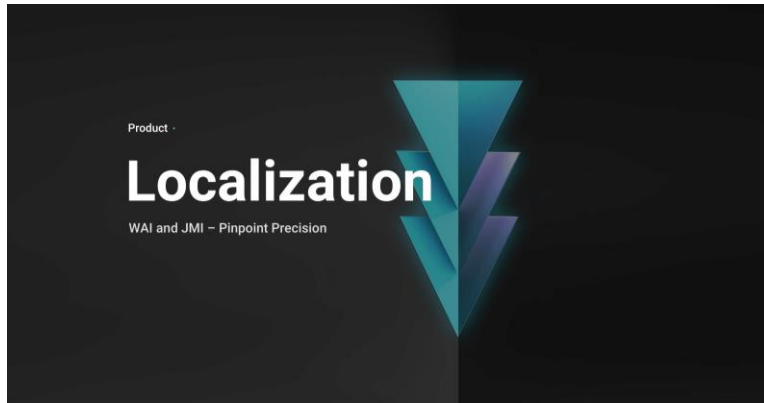 Product -
Localization
WAI and JMI – Pinpoint Precision